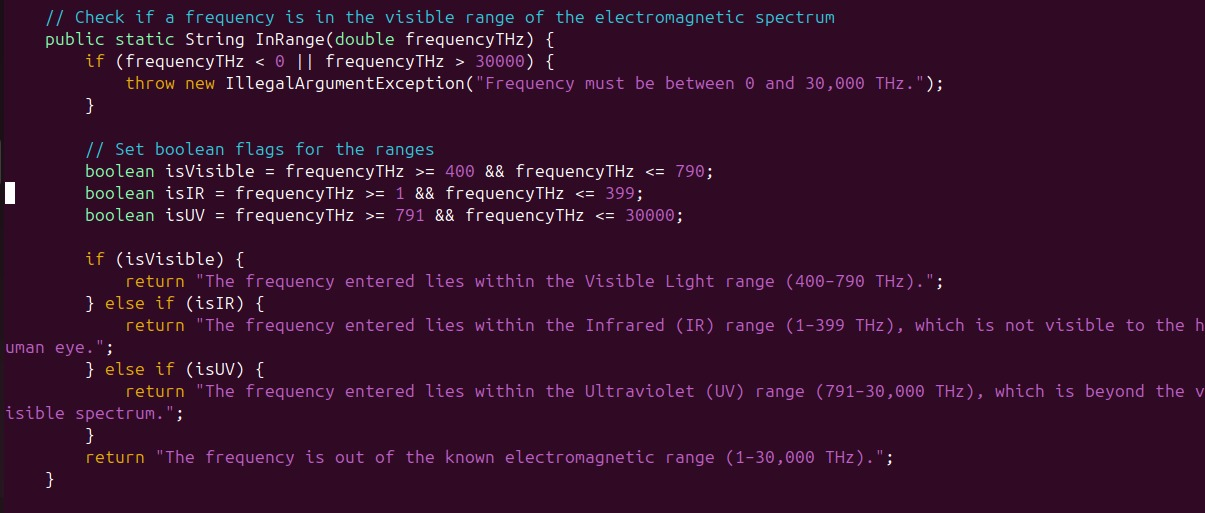 // Check if a frequency is in the visible range of the electromagnetic spectrum
public static String InRange(double frequencyTHz) {
if (frequencyTHz < 0 || frequencyTHz > 30000) {
throw new IllegalArgumentException("Frequency must be between 0 and 30,000 THz.");
}
// Set boolean flags for the ranges
boolean isVisible = frequencyTHz >= 400 && frequencyTHz <= 790;
boolean isIR = frequencyTHz >= 1 && frequencyTHz <= 399;
boolean isUV = frequencyTHz >= 791 && frequencyTHz <= 30000;
if (isVisible) {
return "The frequency entered lies within the Visible Light range (400–790 THz).";
} else if (isIR) {
return "The frequency entered lies within the Infrared (IR) range (1–399 THz), which is not visible to the h
uman eye.";
} else if (isUV) {
return "The frequency entered lies within the Ultraviolet (UV) range (791–30,000 THz), which is beyond the v
isible spectrum.";
}
return "The frequency is out of the known electromagnetic range (1–30,000 THz).";
}